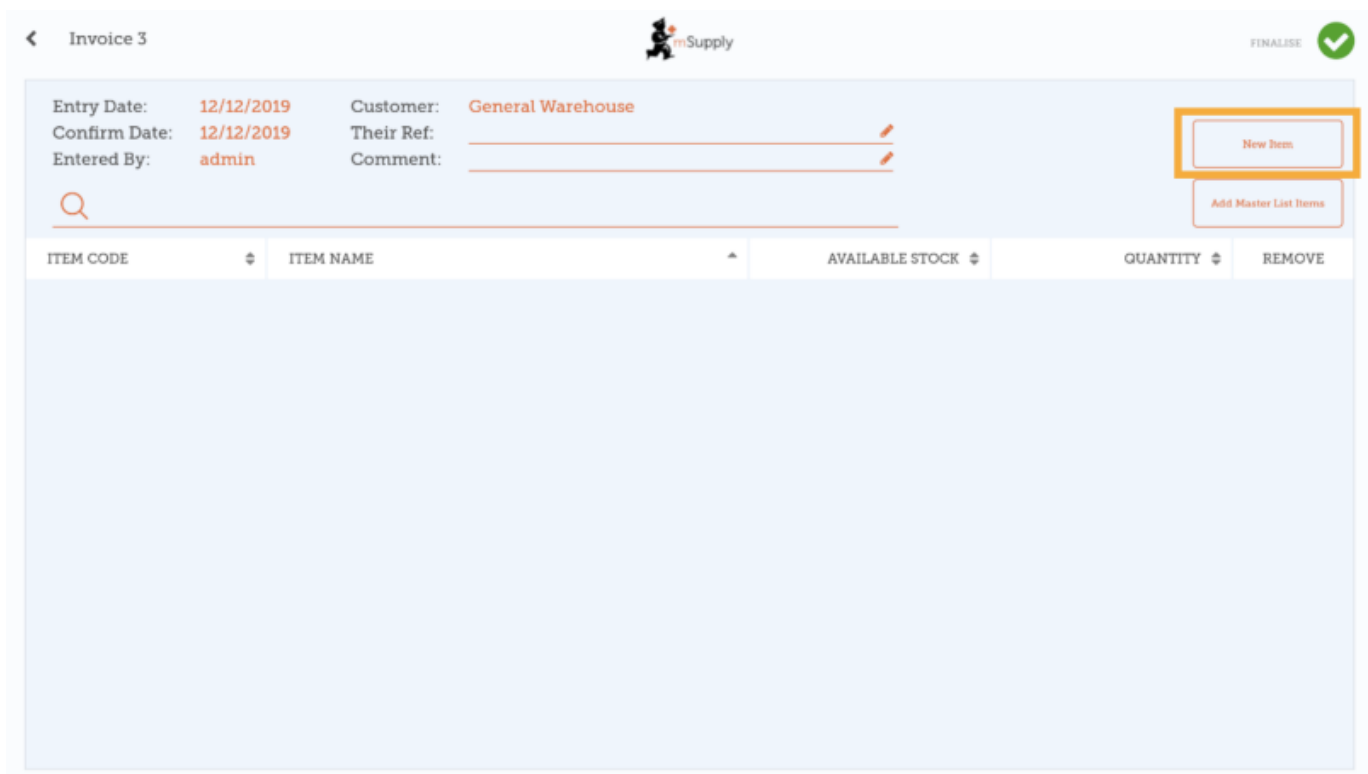 Invoice 3
mSupply
FINALISE
Entry Date: 12/12/2019 Customer: General Warehouse
Confirm Date: 12/12/2019 Their Ref:
Entered By: admin Comment:
New Item
Add Master List Items
ITEM CODE ITEM NAME AVAILABLE STOCK QUANTITY REMOVE